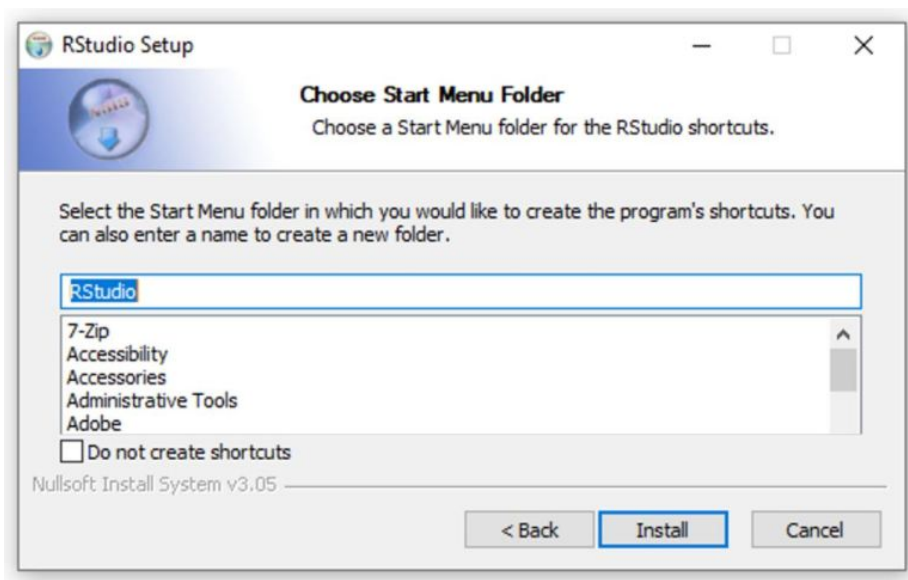 RStudio Setup
Choose Start Menu Folder
Choose a Start Menu folder for the RStudio shortcuts.
Select the Start Menu folder in which you would like to create the program's shortcuts. You
can also enter a name to create a new folder.
RStudio
7-Zip
Accessibility
Accessories
Administrative Tools
Adobe
Do not create shortcuts
Nullsoft Install System v3.05
< Back
Install
Cancel